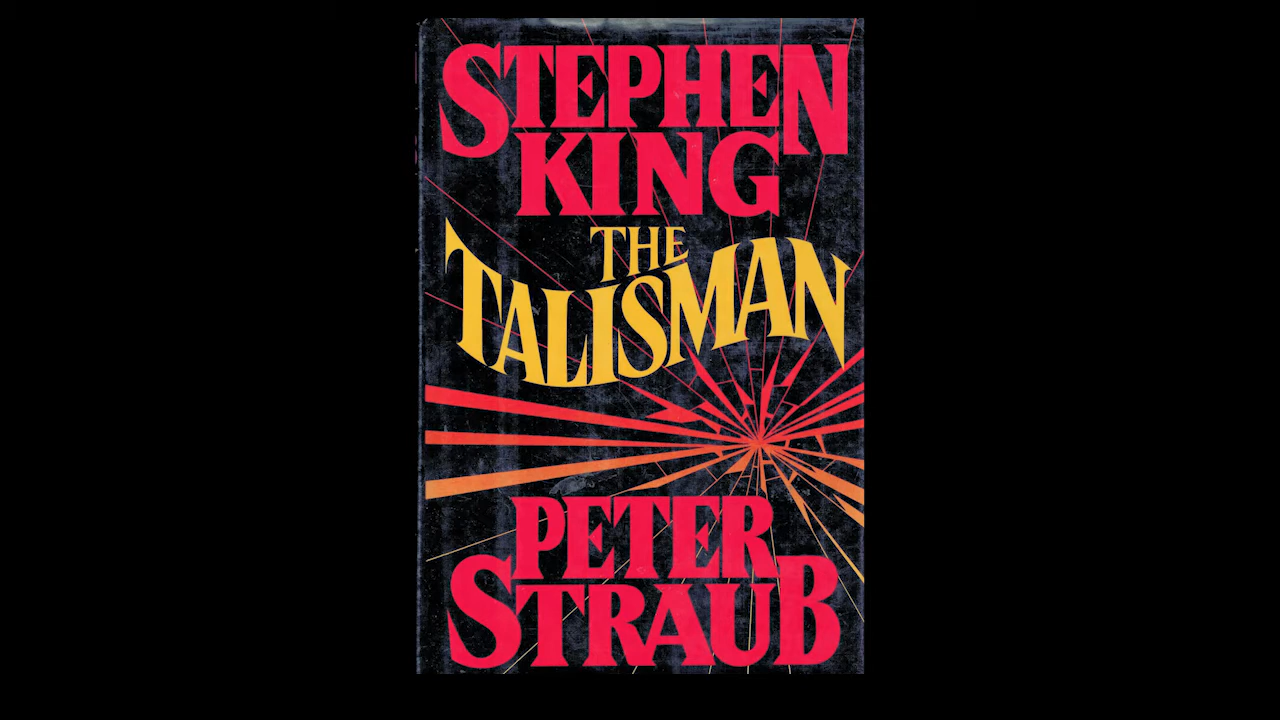 STEPHEN
KING
THE
TALISMAN
PETER
STRAUB